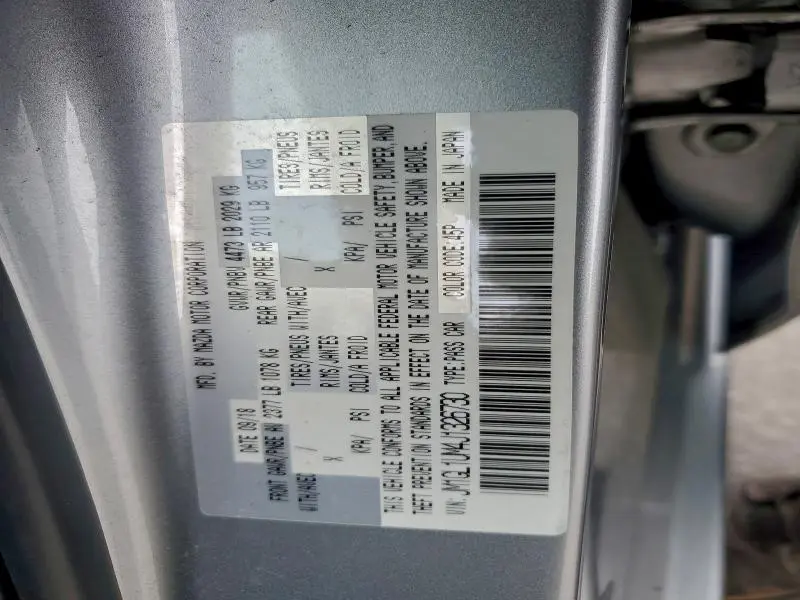 MFD. BY MAZDA MOTOR CORPORATION
DATE 09/18 GVWR/PNBV 4472 LB 2029 KG
FRONT GAWR/PNBE AV 2377 LB 1078 KG REAR GAWR/PNBE AR 2110 LB 957 KG
WITH/AVEC / TIRES/PNEUS WITH/AVEC / TIRES/PNEUS
X RIMS/JANTES X RIMS/JANTES
KPA/ PSI COLD/A FROID KPA/ PSI COLD/A FROID
THIS VEHICLE CONFORMS TO ALL APPLICABLE FEDERAL MOTOR VEHICLE SAFETY, BUMPER, AND
THEFT PREVENTION STANDARDS IN EFFECT ON THE DATE OF MANUFACTURE SHOWN ABOVE.
VIN: TYPE:PASS CAR COLOR CODE:45P MADE IN JAPAN